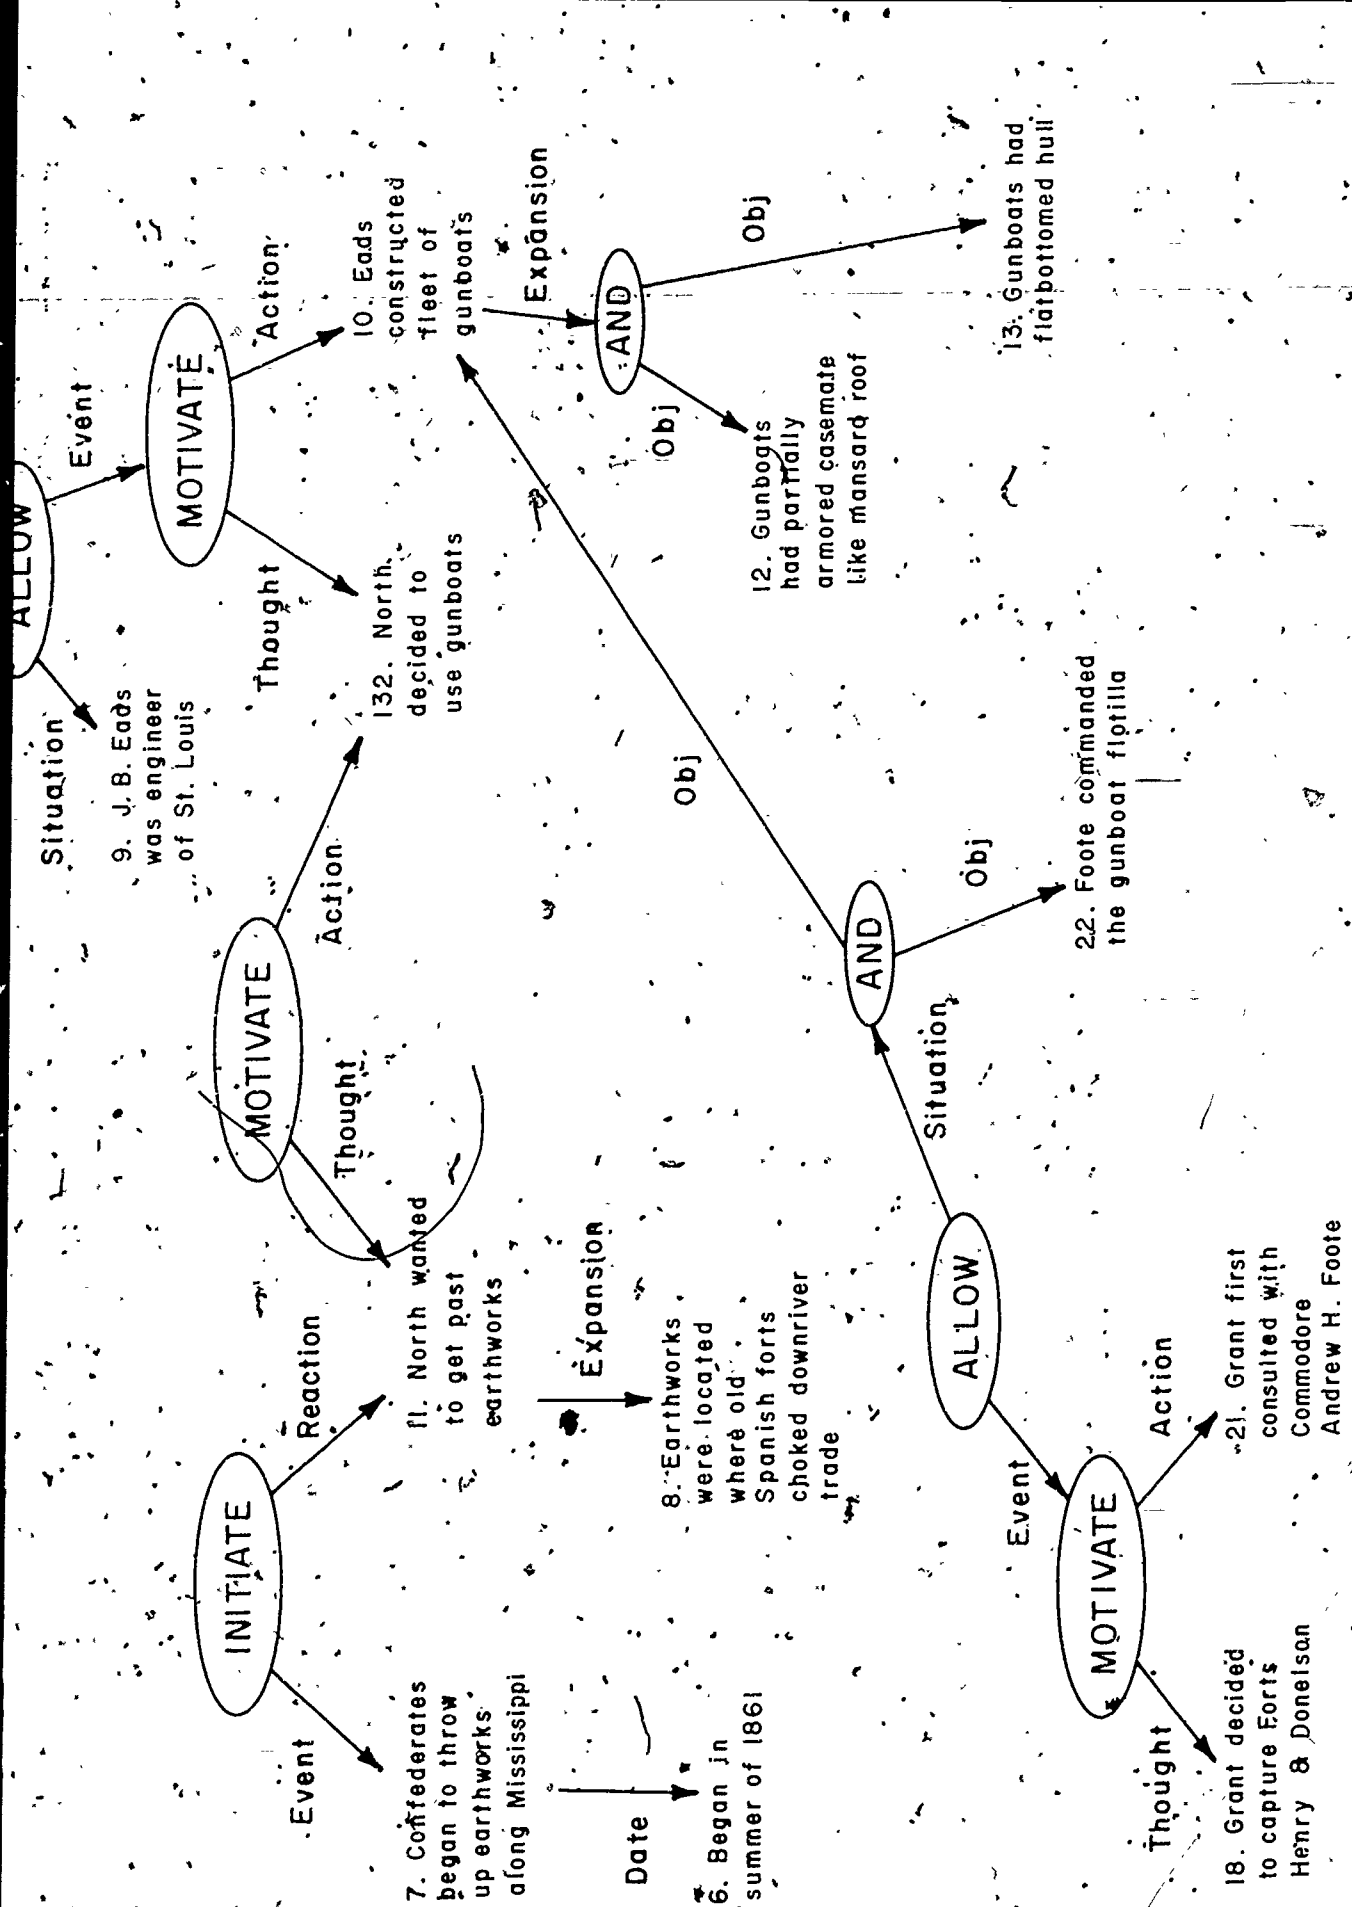 ALLOW
Situation
Event
9. J. B. Eads
was engineer
of St. Louis
MOTIVATE
Thought
Action
132. North
decided to
use gunboats
10. Eads
constructed
fleet of
gunboats
Expansion
AND
Obj
Obj
12. Gunboats
had partially
armored casemate
like mansard roof
13. Gunboats had
flatbottomed hull
INITIATE
Event
Reaction
MOTIVATE
Thought
Action
7. Confederates
began to throw
up earthworks
along Mississippi
Date
6. Began in
summer of 1861
11. North wanted
to get past
earthworks
Expansion
8. Earthworks
were located
where old
Spanish forts
choked downriver
trade
Obj
AND
Obj
22. Foote commanded
the gunboat flotilla
Situation
ALLOW
Event
MOTIVATE
Thought
Action
18. Grant decided
to capture Forts
Henry & Donelson
21. Grant first
consulted with
Commodore
Andrew H. Foote